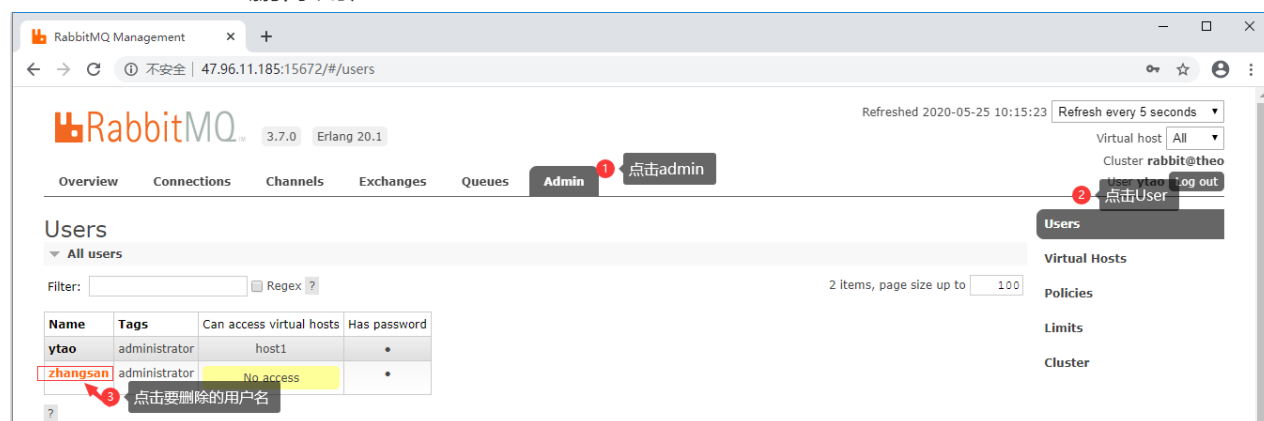 RabbitMQ Management
不安全 | 47.96.11.185:15672/#/users
RabbitMQ 3.7.0 Erlang 20.1
Refreshed 2020-05-25 10:15:23 Refresh every 5 seconds
Virtual host All
Cluster rabbit@theo
User ytao Log out
Overview Connections Channels Exchanges Queues Admin
1 点击admin
2 点击User
Users
All users
Filter: Regex ?
2 items, page size up to 100
Name Tags Can access virtual hosts Has password
ytao administrator host1 •
zhangsan administrator No access •
3 点击要删除的用户名
?
Users
Virtual Hosts
Policies
Limits
Cluster